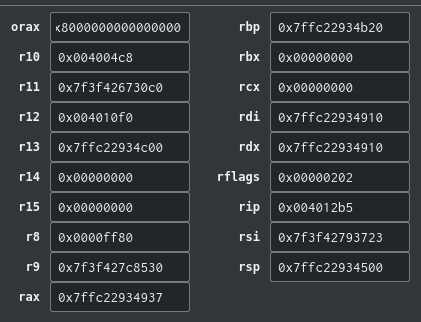 orax x8000000000000000 rbp 0x7ffc22934b20
r10 0x004004c8 rbx 0x00000000
r11 0x7f3f426730c0 rcx 0x00000000
r12 0x004010f0 rdi 0x7ffc22934910
r13 0x7ffc22934c00 rdx 0x7ffc22934910
r14 0x00000000 rflags 0x00000202
r15 0x00000000 rip 0x004012b5
r8 0x0000ff80 rsi 0x7f3f42793723
r9 0x7f3f427c8530 rsp 0x7ffc22934500
rax 0x7ffc22934937